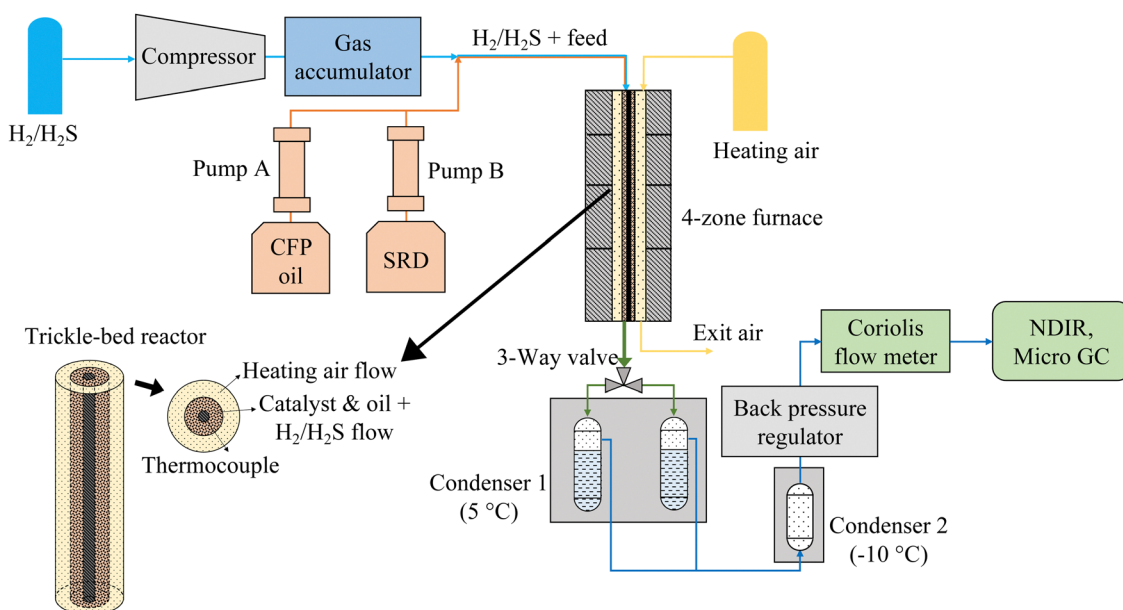 H₂/H₂S
Compressor
Gas
accumulator
H₂/H₂S + feed
Heating air
Pump A
Pump B
CFP
oil
SRD
4-zone furnace
Exit air
3-Way valve
Trickle-bed reactor
Heating air flow
Catalyst & oil +
H₂/H₂S flow
Thermocouple
Condenser 1
(5 °C)
Condenser 2
(-10 °C)
Back pressure
regulator
Coriolis
flow meter
NDIR,
Micro GC